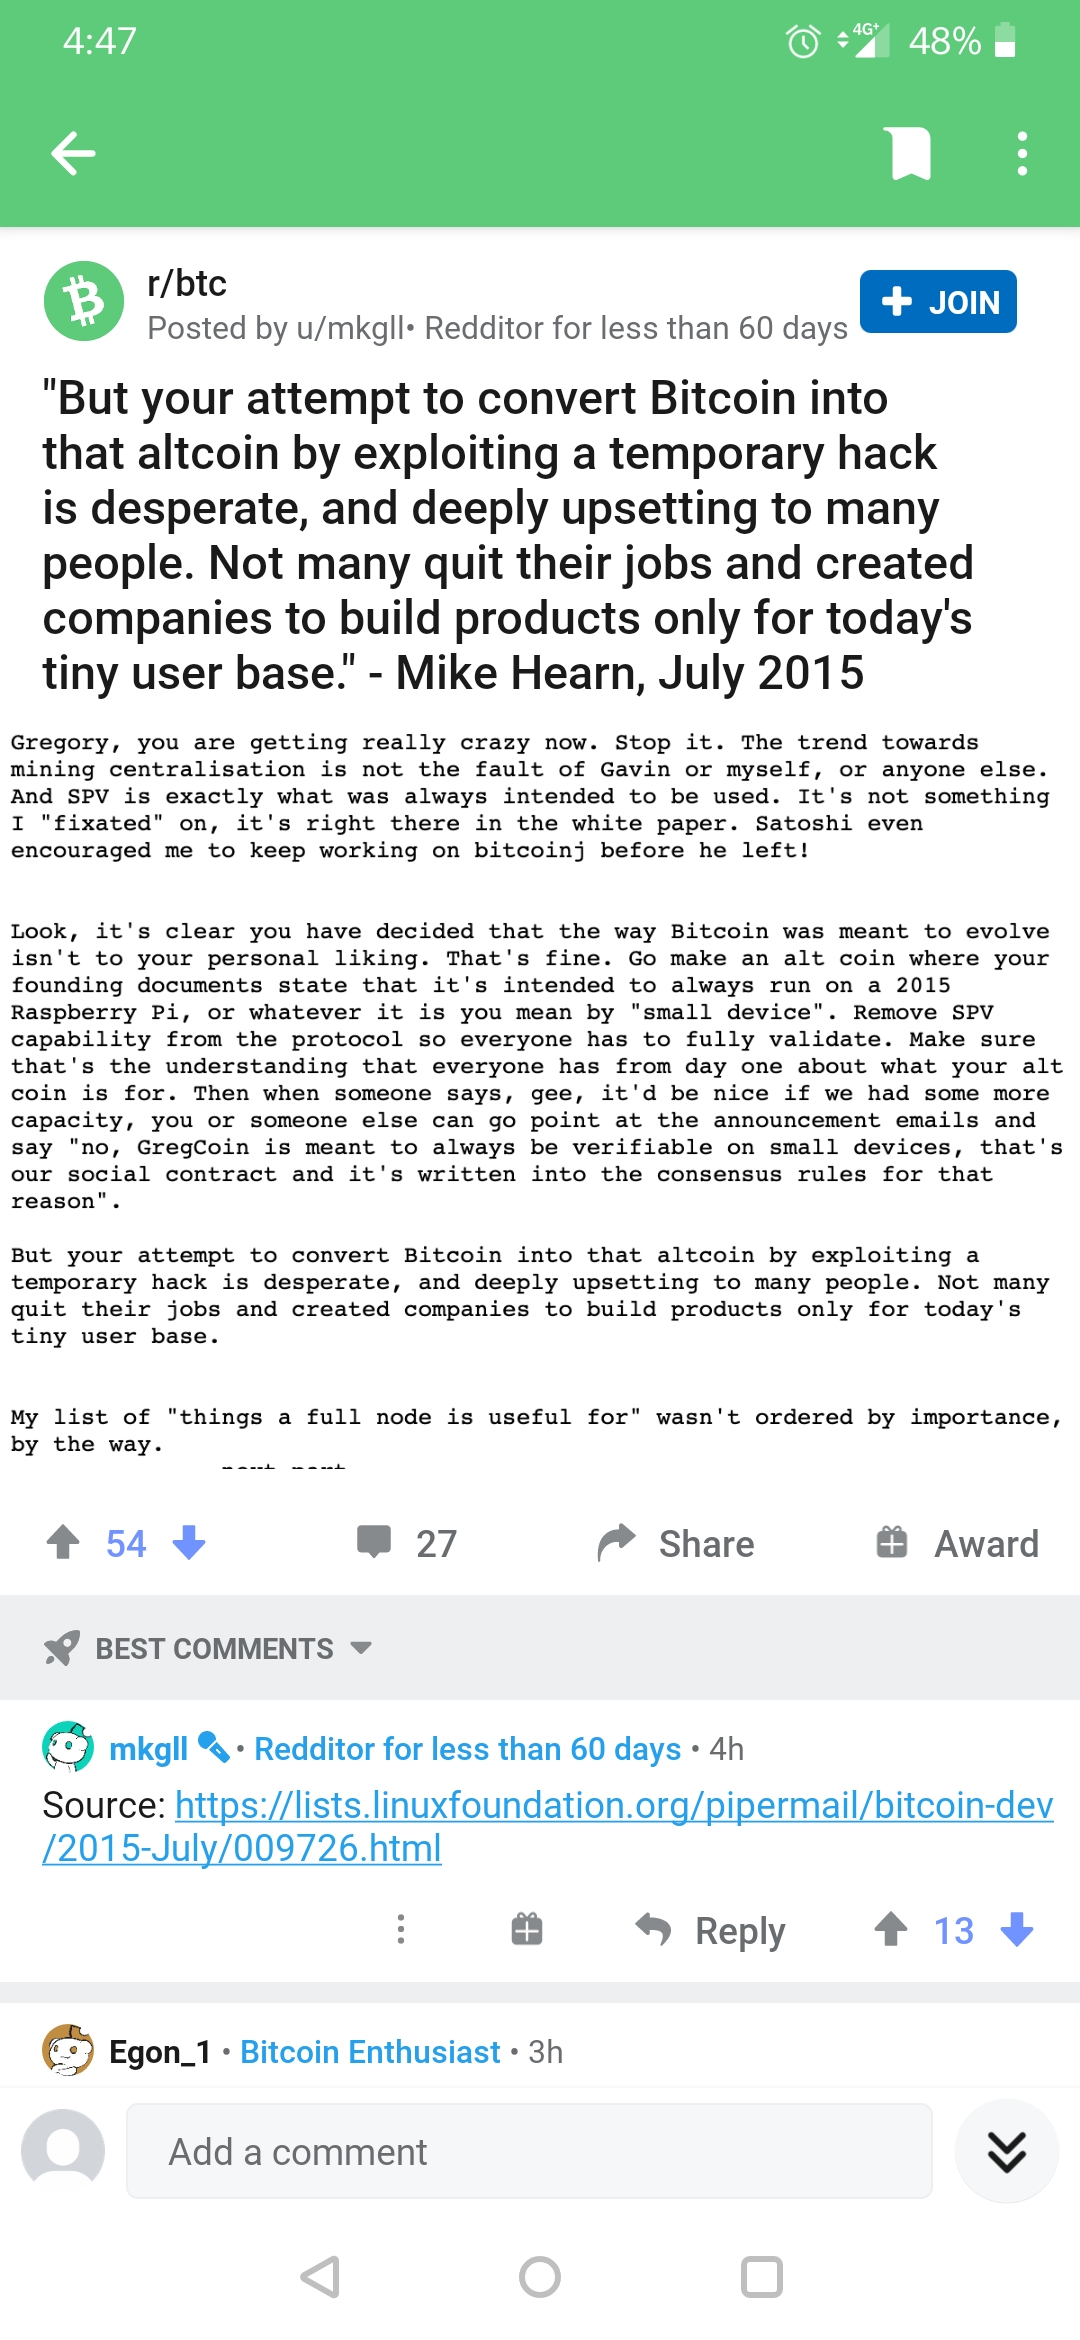 4:47
4G+ 48%
r/btc
Posted by u/mkgll• Redditor for less than 60 days
JOIN
"But your attempt to convert Bitcoin into
that altcoin by exploiting a temporary hack
is desperate, and deeply upsetting to many
people. Not many quit their jobs and created
companies to build products only for today's
tiny user base." - Mike Hearn, July 2015
Gregory, you are getting really crazy now. Stop it. The trend towards
mining centralisation is not the fault of Gavin or myself, or anyone else.
And SPV is exactly what was always intended to be used. It's not something
I "fixated" on, it's right there in the white paper. Satoshi even
encouraged me to keep working on bitcoinj before he left!
Look, it's clear you have decided that the way Bitcoin was meant to evolve
isn't to your personal liking. That's fine. Go make an alt coin where your
founding documents state that it's intended to always run on a 2015
Raspberry Pi, or whatever it is you mean by "small device". Remove SPV
capability from the protocol so everyone has to fully validate. Make sure
that's the understanding that everyone has from day one about what your alt
coin is for. Then when someone says, gee, it'd be nice if we had some more
capacity, you or someone else can go point at the announcement emails and
say "no, GregCoin is meant to always be verifiable on small devices, that's
our social contract and it's written into the consensus rules for that
reason".
But your attempt to convert Bitcoin into that altcoin by exploiting a
temporary hack is desperate, and deeply upsetting to many people. Not many
quit their jobs and created companies to build products only for today's
tiny user base.
My list of "things a full node is useful for" wasn't ordered by importance,
by the way.
next part
54
27
Share
Award
BEST COMMENTS
mkgll • Redditor for less than 60 days • 4h
Source: https://lists.linuxfoundation.org/pipermail/bitcoin-dev
/2015-July/009726.html
Reply
13
Egon_1 • Bitcoin Enthusiast • 3h
Add a comment